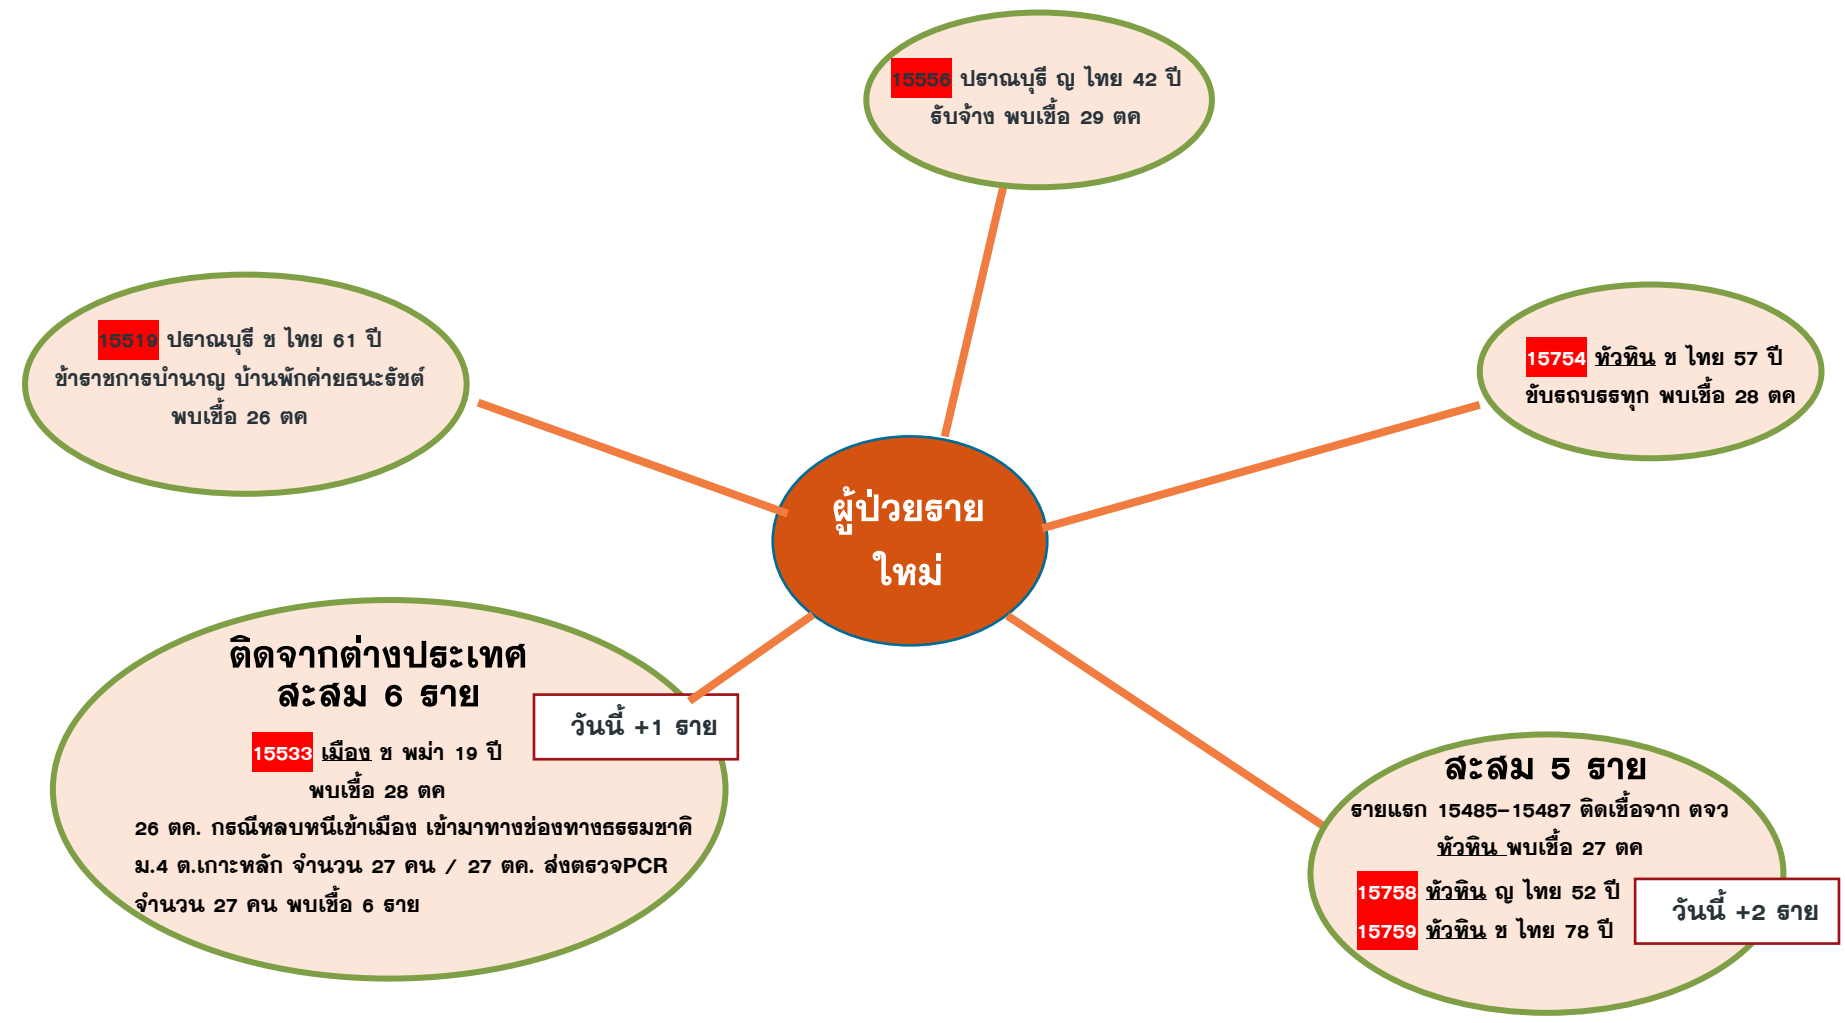 15556 ปราณบุรี ญ ไทย 42 ปี
รับจ้าง พบเชื้อ 29 ตค
15519 ปราณบุรี ช ไทย 61 ปี
ข้าราชการบำนาญ บ้านพักค่ายธนะรัชต์
พบเชื้อ 26 ตค
15754 หัวหิน ช ไทย 57 ปี
ขับรถบรรทุก พบเชื้อ 28 ตค
ผู้ป่วยราย
ใหม่
ติดจากต่างประเทศ
สะสม 6 ราย
วันนี้ +1 ราย
15533 เมือง ช พม่า 19 ปี
พบเชื้อ 28 ตค
26 ตค. กรณีหลบหนีเข้าเมือง เข้ามาทางช่องทางธรรมชาคิ
ม.4 ต.เกาะหลัก จำนวน 27 คน / 27 ตค. ส่งตรวจPCR
จำนวน 27 คน พบเชื้อ 6 ราย
สะสม 5 ราย
รายแรก 15485-15487 ติดเชื้อจาก ตจว
หัวหิน พบเชื้อ 27 ตค
15758 หัวหิน ญ ไทย 52 ปี
15759 หัวหิน ช ไทย 78 ปี
วันนี้ +2 ราย